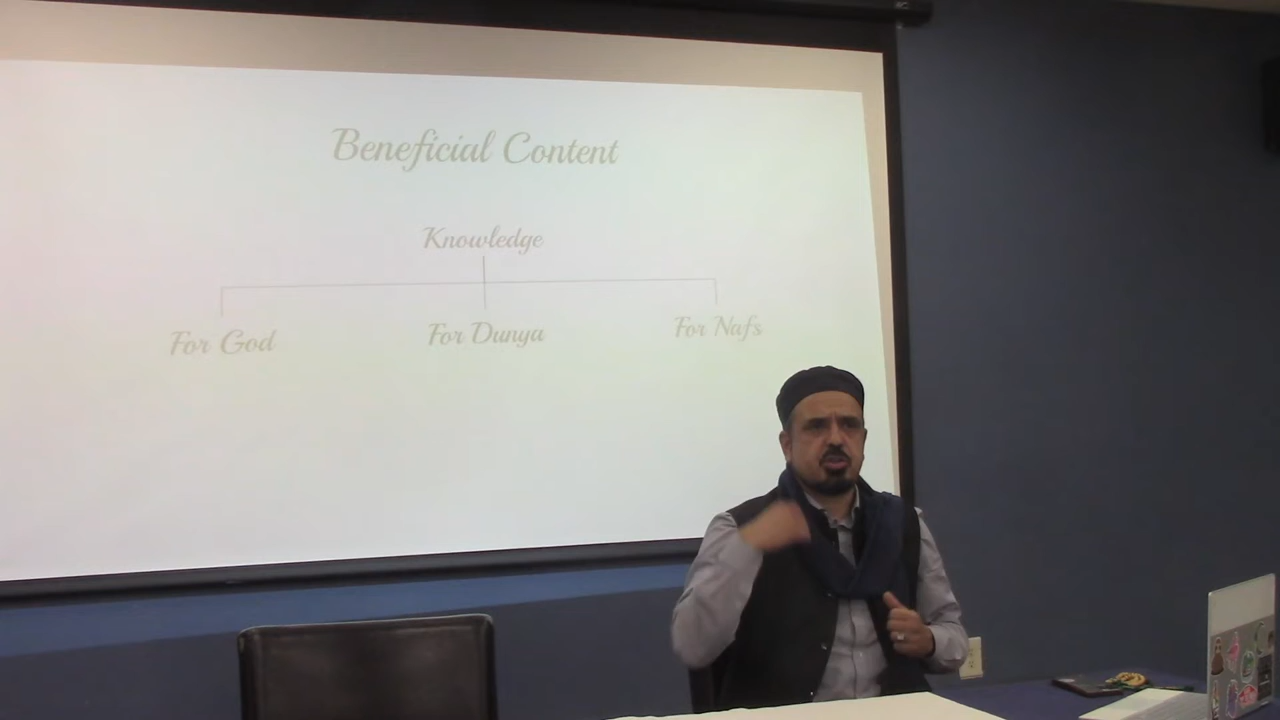 Beneficial Content
Knowledge
For God
For Dunya
For Nafs